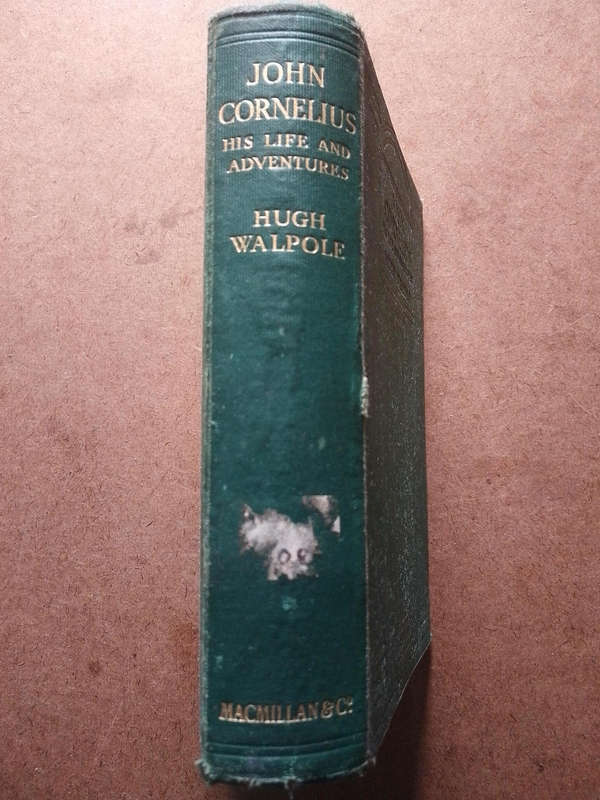 JOHN
CORNELIUS
HIS LIFE AND
ADVENTURES
HUGH
WALPOLE
MACMILLAN & Cº